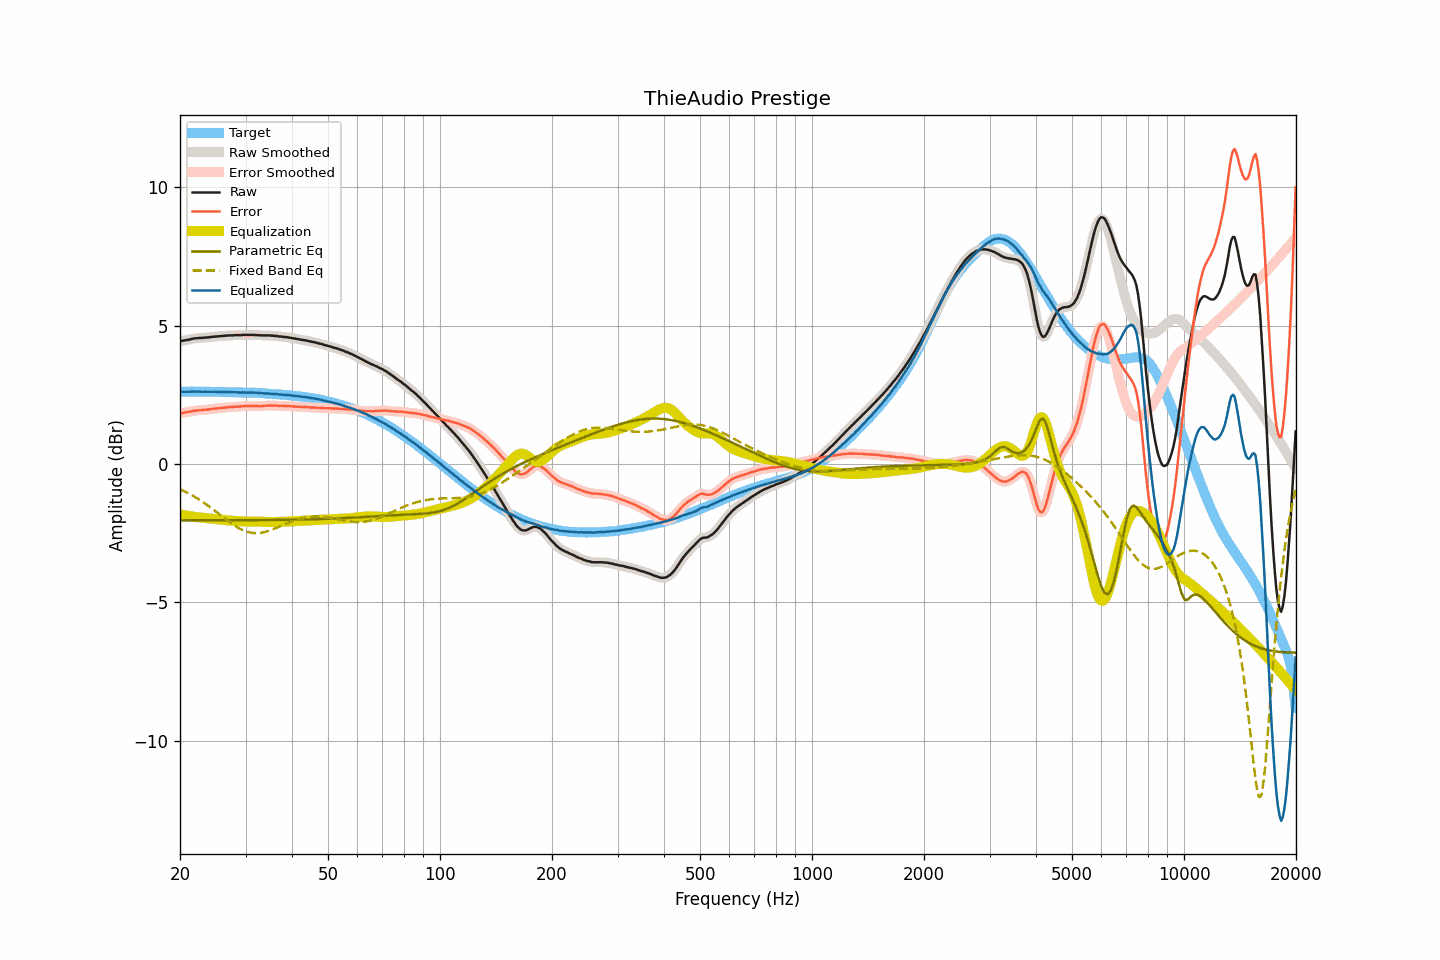 ThieAudio Prestige
Target
Raw Smoothed
Error Smoothed
Raw
Error
Equalization
Parametric Eq
Fixed Band Eq
Equalized
Amplitude (dBr)
10
5
0
−5
−10
20 50 100 200 500 1000 2000 5000 10000 20000
Frequency (Hz)